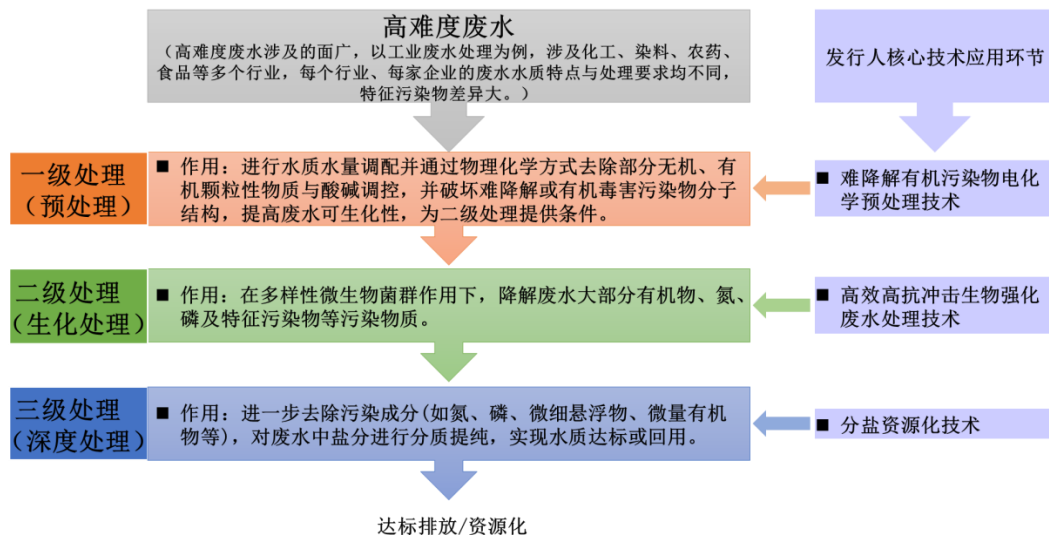 高难度废水
（高难度废水涉及的面广，以工业废水处理为例，涉及化工、染料、农药、
食品等多个行业，每个行业、每家企业的废水水质特点与处理要求均不同，
特征污染物差异大。）
发行人核心技术应用环节
一级处理
（预处理）
■ 作用：进行水质水量调配并通过物理化学方式去除部分无机、有
机颗粒性物质与酸碱调控，并破坏难降解或有机毒害污染物分子
结构，提高废水可生化性，为二级处理提供条件。
■ 难降解有机污染物电化
学预处理技术
二级处理
（生化处理）
■ 作用：在多样性微生物菌群作用下，降解废水大部分有机物、氮、
磷及特征污染物等污染物质。
■ 高效高抗冲击生物强化
废水处理技术
三级处理
（深度处理）
■ 作用：进一步去除污染成分(如氮、磷、微细悬浮物、微量有机
物等)，对废水中盐分进行分质提纯，实现水质达标或回用。
■ 分盐资源化技术
达标排放/资源化